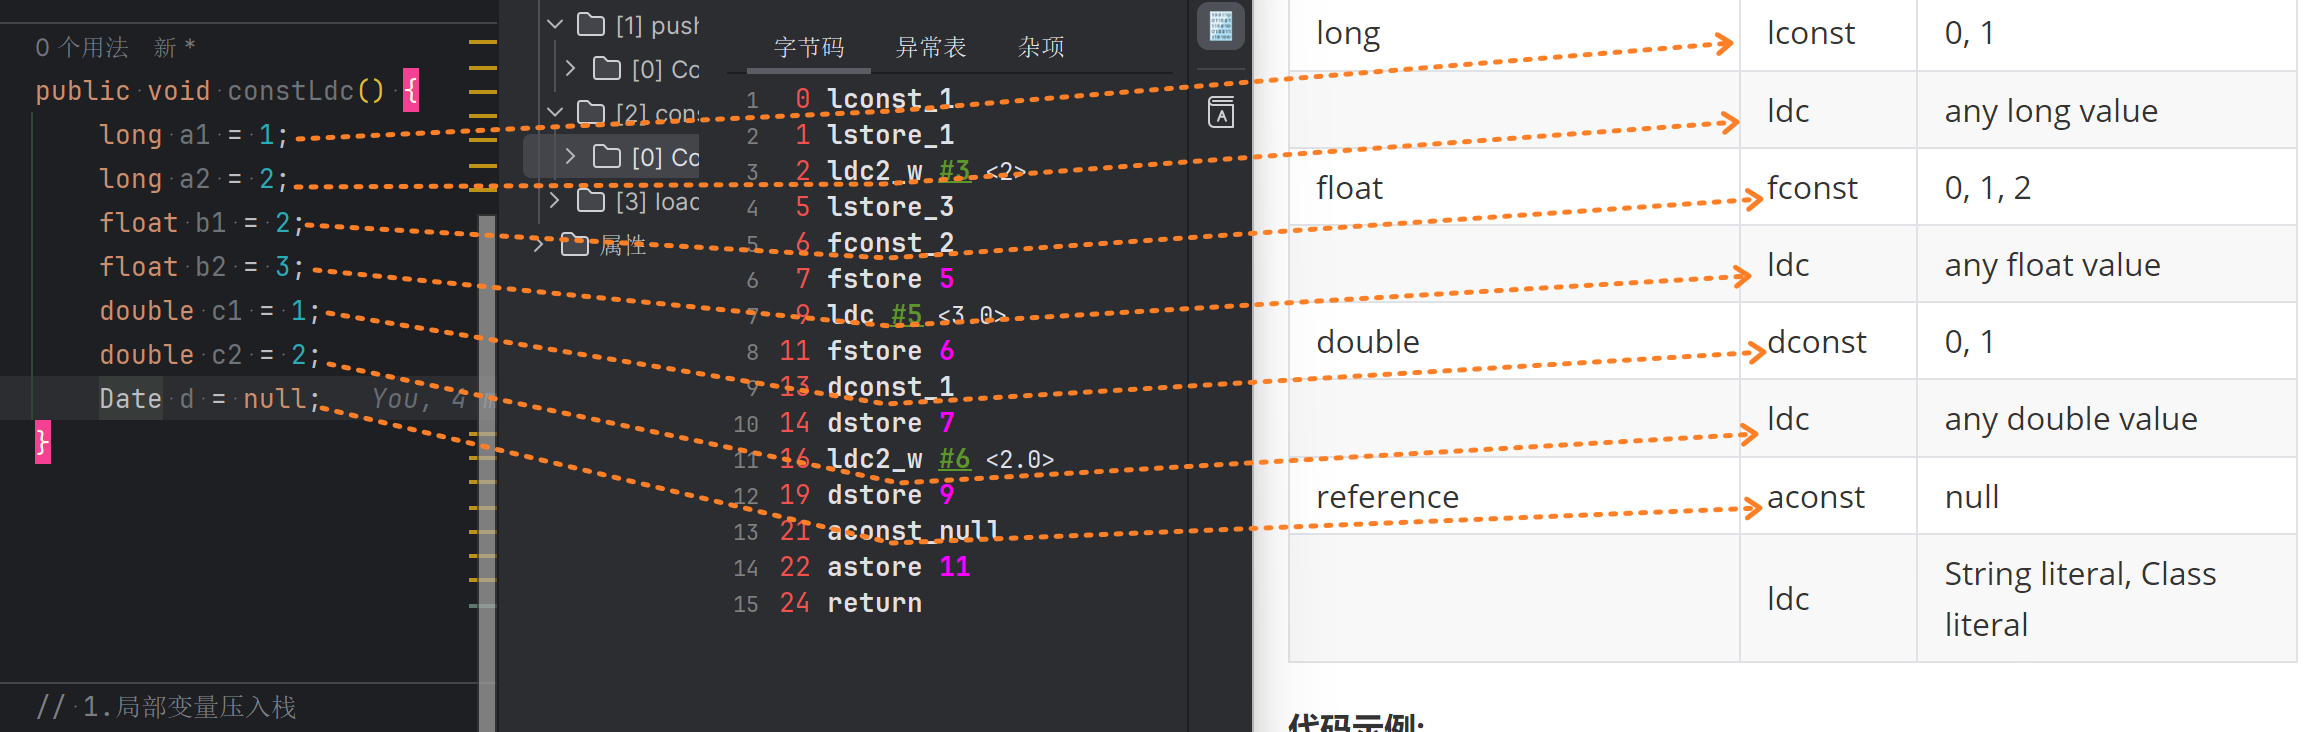 0 个用法 新 *
public void constLdc() {
long a1 = 1;
long a2 = 2;
float b1 = 2;
float b2 = 3;
double c1 = 1;
double c2 = 2;
Date d = null; You, 4
}
// 1.局部变量压入栈
[1] push
[0] Co
[2] con
[0] Co
[3] load
属性
字节码 异常表 杂项
1 0 lconst_1
2 1 lstore_1
3 2 ldc2_w #3 <2>
4 5 lstore_3
5 6 fconst_2
6 7 fstore 5
7 9 ldc #5 <3.0>
8 11 fstore 6
9 13 dconst_1
10 14 dstore 7
11 16 ldc2_w #6 <2.0>
12 19 dstore 9
13 21 aconst_null
14 22 astore 11
15 24 return
long lconst 0, 1
ldc any long value
float fconst 0, 1, 2
ldc any float value
double dconst 0, 1
ldc any double value
reference aconst null
ldc String literal, Class
literal
代码示例: